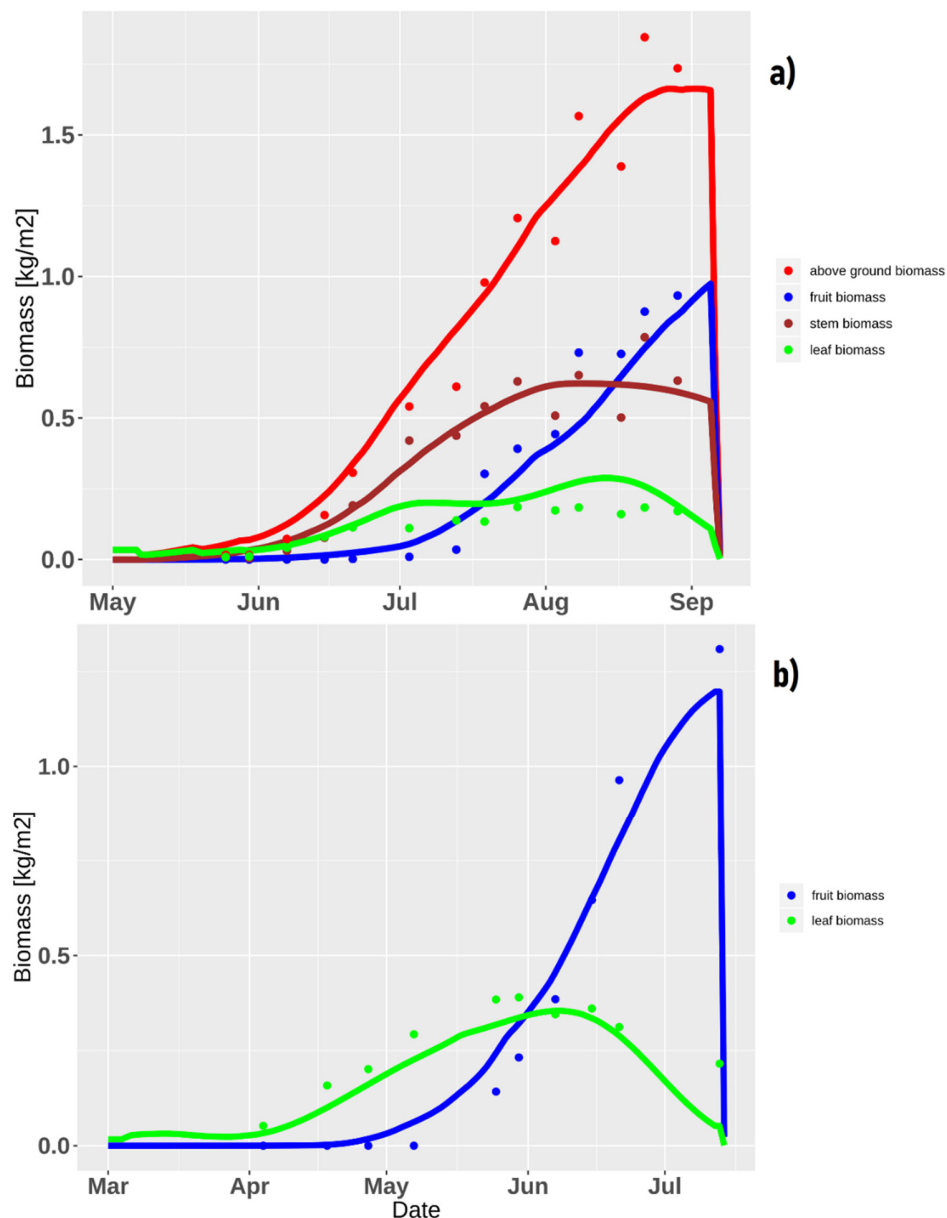 a)
Biomass [kg/m2]
1.5
1.0
0.5
0.0
May Jun Jul Aug Sep
above ground biomass
fruit biomass
stem biomass
leaf biomass
b)
Biomass [kg/m2]
1.0
0.5
0.0
Mar Apr May Jun Jul
Date
fruit biomass
leaf biomass